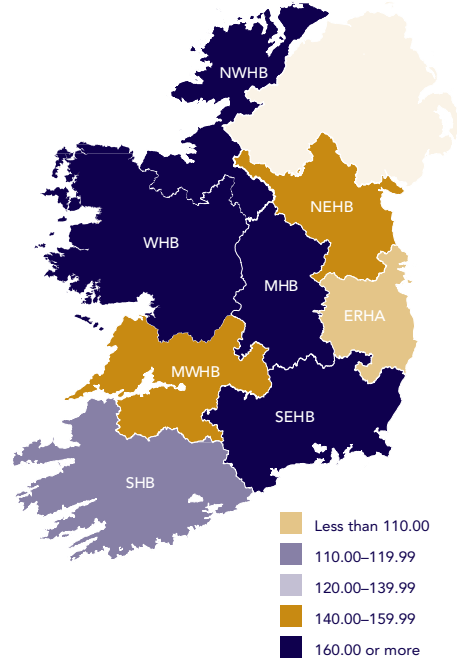 NWHB
NEHB
WHB
MHB
ERHA
MWHB
SEHB
SHB
Less than 110.00
110.00–119.99
120.00–139.99
140.00–159.99
160.00 or more